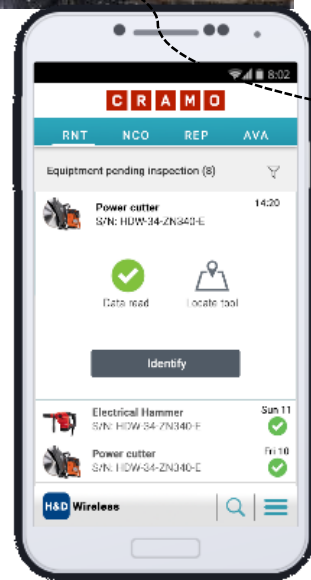 8:02
CRAMO
RNT NCO REP AVA
Equiptment pending inspection (8)
Power cutter 14:20
S/N: HDW-34-ZN340-E
Data read Locate tool
Identify
Electrical Hammer Sun 11
S/N: HDW-34-ZN340-E
Power cutter Fri 10
S/N: HDW-34-ZN340-E
H&D Wireless